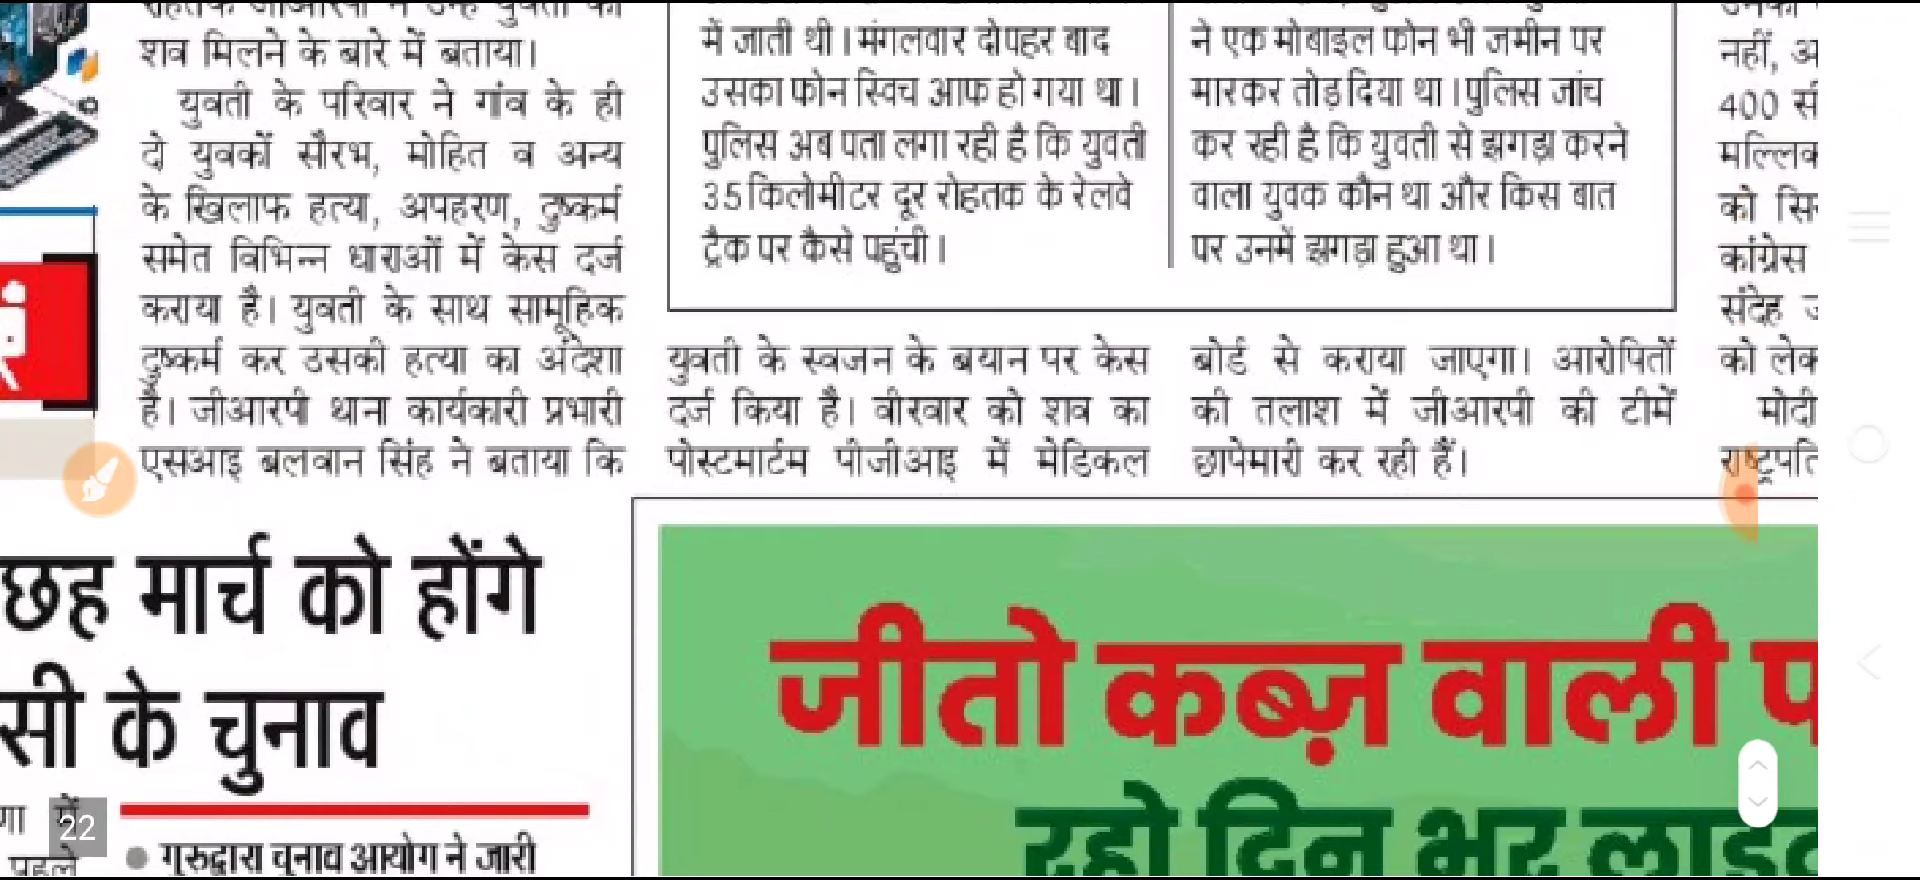 शव मिलने के बारे में बताया।
युवती के परिवार ने गांव के ही
दो युवकों सौरभ, मोहित व अन्य
के खिलाफ हत्या, अपहरण, दुष्कर्म
समेत विभिन्न धाराओं में केस दर्ज
कराया है। युवती के साथ सामूहिक
दुष्कर्म कर उसकी हत्या का अंदेशा
है। जीआरपी थाना कार्यकारी प्रभारी
एसआइ बलवान सिंह ने बताया कि
में जाती थी। मंगलवार दोपहर बाद
उसका फोन स्विच आफ हो गया था।
पुलिस अब पता लगा रही है कि युवती
35 किलोमीटर दूर रोहतक के रेलवे
ट्रैक पर कैसे पहुंची।
ने एक मोबाइल फोन भी जमीन पर
मारकर तोड़ दिया था। पुलिस जांच
कर रही है कि युवती से झगड़ा करने
वाला युवक कौन था और किस बात
पर उनमें झगड़ा हुआ था।
युवती के स्वजन के बयान पर केस
दर्ज किया है। वीरवार को शव का
पोस्टमार्टम पीजीआइ में मेडिकल
बोर्ड से कराया जाएगा। आरोपितों
की तलाश में जीआरपी की टीमें
छापेमारी कर रही हैं।
नहीं,
400
को
कांग्रेस
संदेह
को
मोदी
छह मार्च को होंगे
सी के चुनाव
22
पहले
● गुरुद्वारा चुनाव आयोग ने जारी
जीतो कब्ज़ वाली
रहो दिन भर